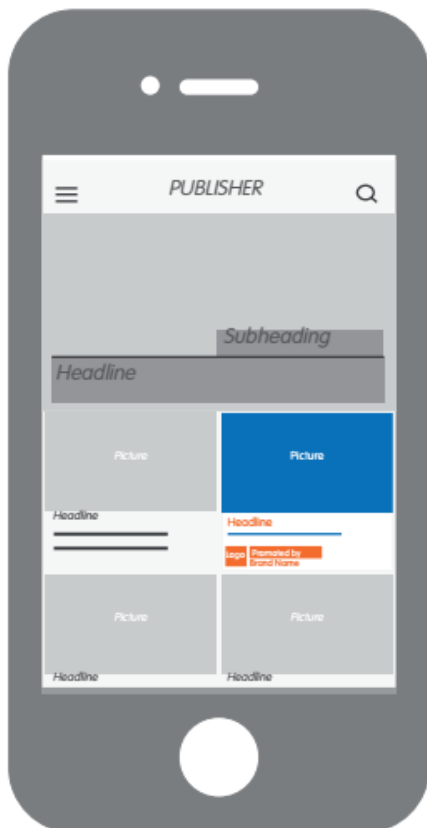 PUBLISHER
Subheading
Headline
Picture
Picture
Headline
Headline
Logo
Promoted by
Brand Name
Picture
Picture
Headline
Headline